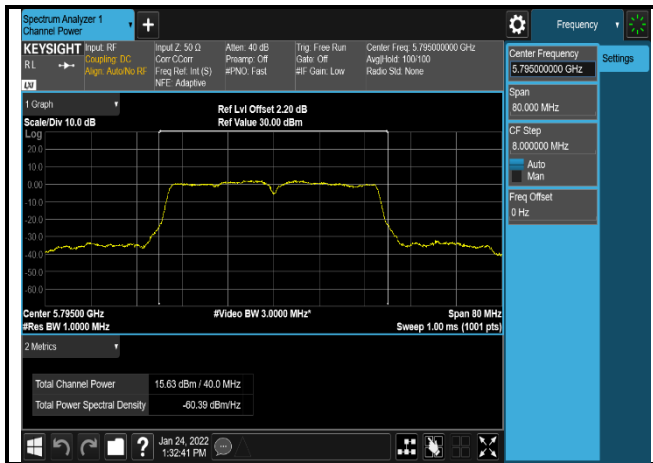 Spectrum Analyzer 1
Channel Power
+
Frequency
KEYSIGHT
RL
LXI
Input: RF
Coupling: DC
Align: Auto/No RF
Input Z: 50 Ω
Corr CCorr
Freq Ref: Int (S)
NFE: Adaptive
Atten: 40 dB
Preamp: Off
#PNO: Fast
Trig: Free Run
Gate: Off
#IF Gain: Low
Center Freq: 5.795000000 GHz
Avg|Hold: 100/100
Radio Std: None
Center Frequency
5.795000000 GHz
Settings
Span
80.000 MHz
CF Step
8.000000 MHz
Auto
Man
Freq Offset
0 Hz
1 Graph
Scale/Div 10.0 dB
Ref Lvl Offset 2.20 dB
Ref Value 30.00 dBm
Log
20.0
10.0
0.00
-10.0
-20.0
-30.0
-40.0
-50.0
-60.0
Center 5.79500 GHz
#Video BW 3.0000 MHz*
Span 80 MHz
#Res BW 1.0000 MHz
Sweep 1.00 ms (1001 pts)
2 Metrics
Total Channel Power 15.63 dBm / 40.0 MHz
Total Power Spectral Density -60.39 dBm/Hz
?
Jan 24, 2022
1:32:41 PM